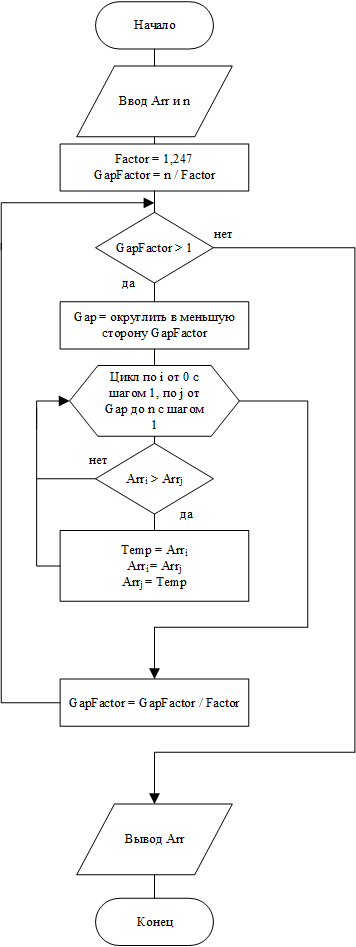 Начало
Ввод Arr и n
Factor = 1,247
GapFactor = n / Factor
GapFactor > 1
нет
да
Gap = округлить в меньшую
сторону GapFactor
Цикл по i от 0 с
шагом 1, по j от
Gap до n с шагом
1
нет
Arri > Arrj
да
Temp = Arri
Arri = Arrj
Arrj = Temp
GapFactor = GapFactor / Factor
Вывод Arr
Конец